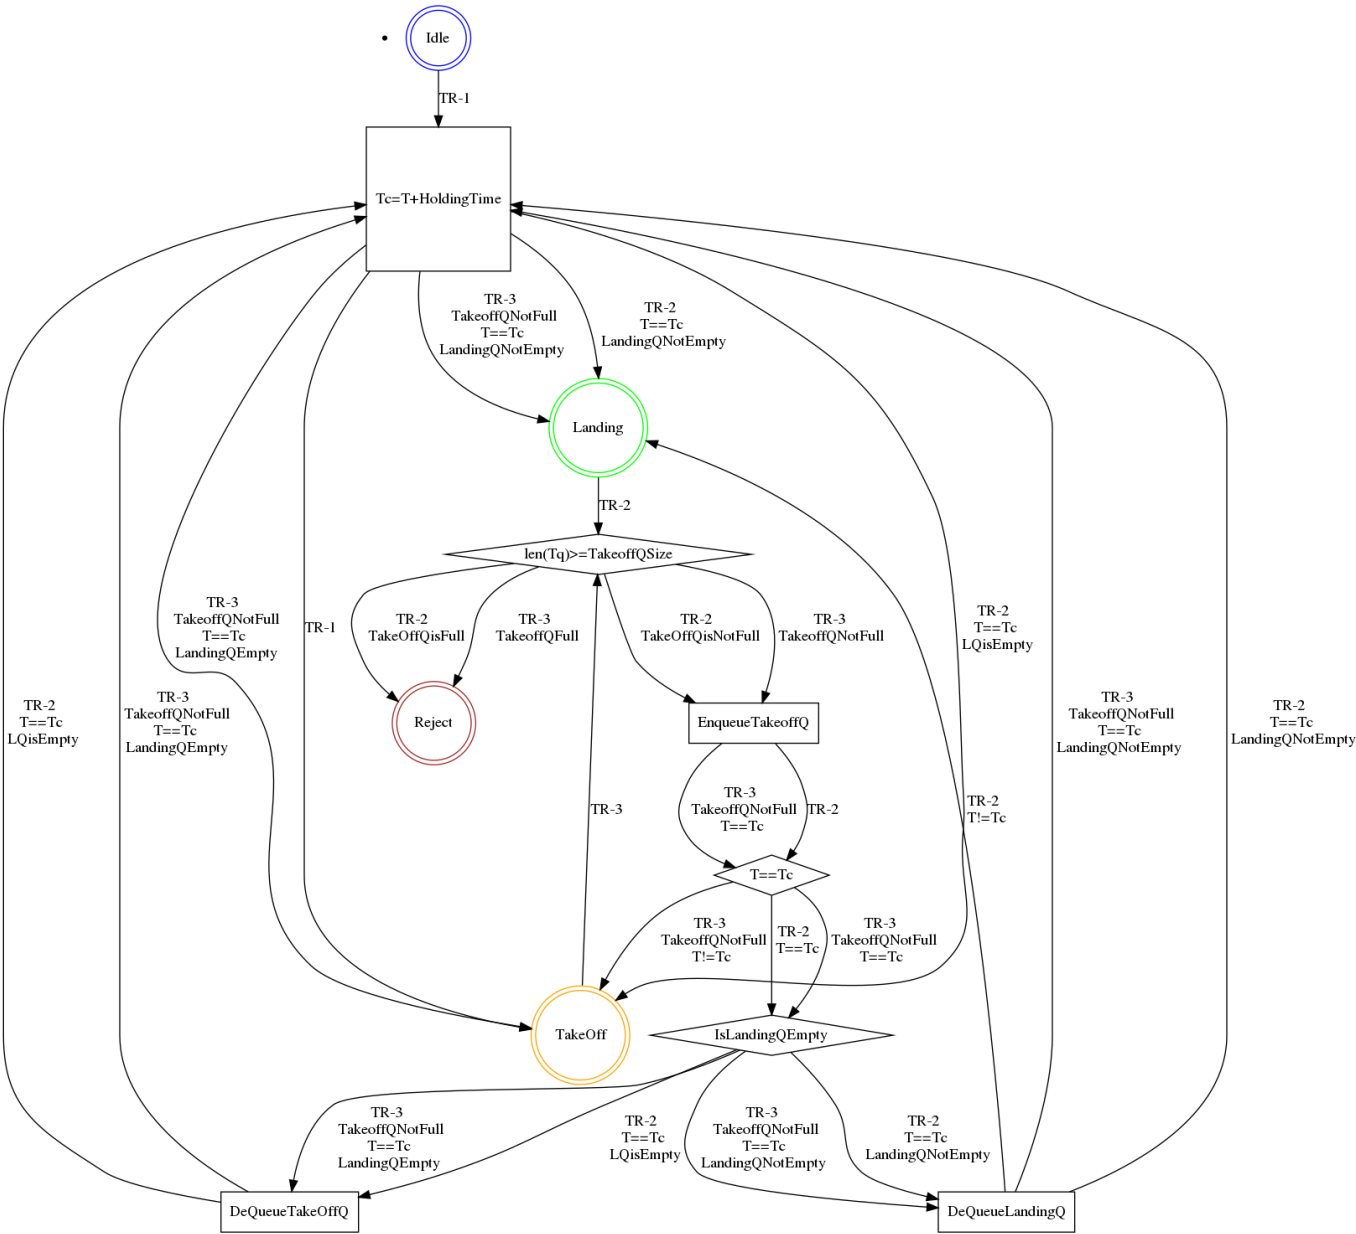 Idle
TR-1
Tc=T+HoldingTime
TR-3
TakeoffQNotFull
T==Tc
LandingQNotEmpty
TR-2
T==Tc
LandingQNotEmpty
Landing
TR-2
len(Tq)>=TakeoffQSize
TR-3
TakeoffQNotFull
T==Tc
LandingQEmpty
TR-1
TR-2
TakeOffQisFull
TR-3
TakeoffQFull
TR-2
TakeOffQisNotFull
TR-3
TakeoffQNotFull
TR-2
T==Tc
LQisEmpty
TR-2
T==Tc
LQisEmpty
TR-3
TakeoffQNotFull
T==Tc
LandingQEmpty
Reject
EnqueueTakeoffQ
TR-3
TakeoffQNotFull
T==Tc
LandingQNotEmpty
TR-2
T==Tc
LandingQNotEmpty
TR-3
TR-3
TakeoffQNotFull
T==Tc
TR-2
TR-2
T!=Tc
T==Tc
TR-3
TakeoffQNotFull
T!=Tc
TR-2
T==Tc
TR-3
TakeoffQNotFull
T==Tc
TakeOff
IsLandingQEmpty
TR-3
TakeoffQNotFull
T==Tc
LandingQEmpty
TR-2
T==Tc
LQisEmpty
TR-3
TakeoffQNotFull
T==Tc
LandingQNotEmpty
TR-2
T==Tc
LandingQNotEmpty
DeQueueTakeOffQ
DeQueueLandingQ